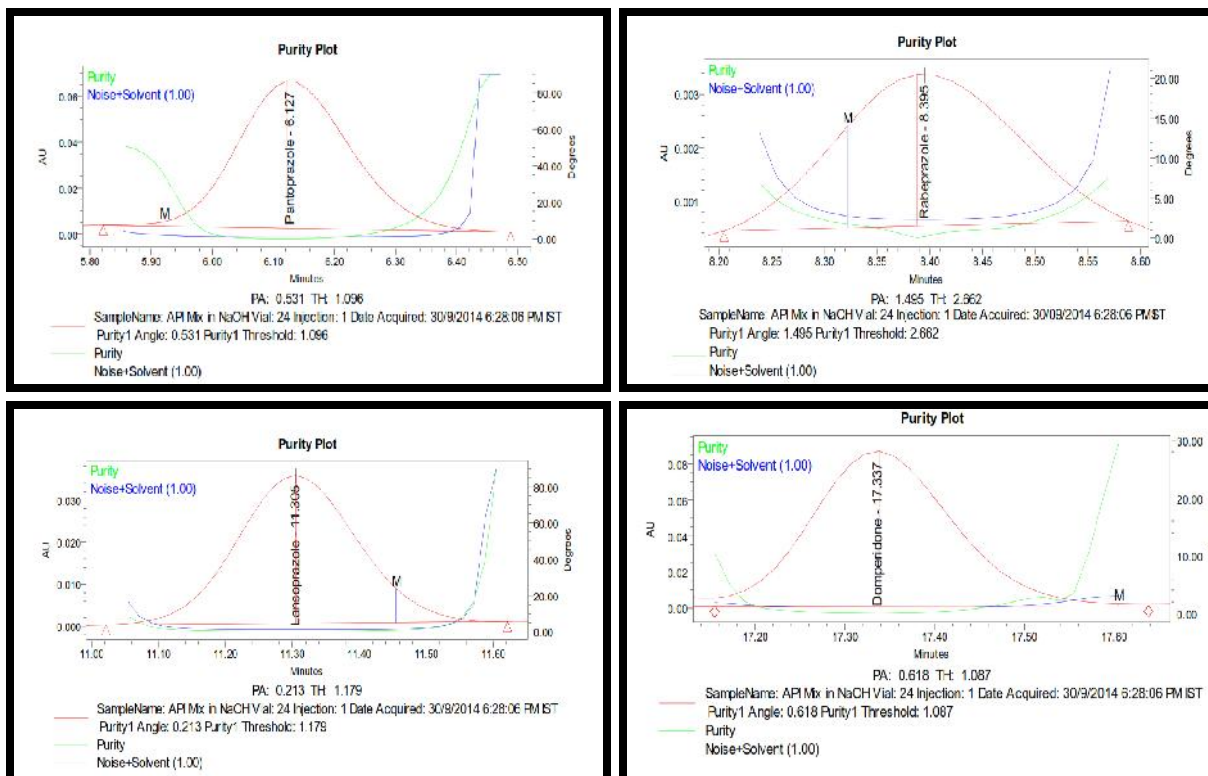 Purity Plot
Purity
Noise+Solvent (1.00)
0.06
0.04
0.02
0.00
AU
Pantoprazole - 6.127
M
60.00
60.00
40.00
20.00
0.00
Degrees
5.80 5.90 6.00 6.10 6.20 6.30 6.40 6.50
Minutes
PA: 0.531 TH: 1.096
SampleName: API Mix in NaOH Vial: 24 Injection: 1 Date Acquired: 30/9/2014 6:28:06 PM IST
Purity1 Angle: 0.531 Purity1 Threshold: 1.096
Purity
Noise+Solvent (1.00)
Purity Plot
Purity
Noise+Solvent (1.00)
0.003
0.002
0.001
AU
M
Rabeprazole - 8.395
20.00
15.00
10.00
5.00
0.00
Degrees
8.20 8.25 8.30 8.35 8.40 8.45 8.50 8.55 8.60
Minutes
PA: 1.495 TH: 2.662
SampleName: API Mix in NaOH Vial: 24 Injection: 1 Date Acquired: 30/09/2014 6:28:06 PM IST
Purity1 Angle: 1.495 Purity1 Threshold: 2.662
Purity
Noise+Solvent (1.00)
Purity Plot
Purity
Noise+Solvent (1.00)
0.030
0.020
0.010
0.000
AU
Lansoprazole - 11.305
M
80.00
60.00
40.00
20.00
0.00
Degrees
11.00 11.10 11.20 11.30 11.40 11.50 11.60
Minutes
PA: 0.213 TH: 1.179
SampleName: API Mix in NaOH Vial: 24 Injection: 1 Date Acquired: 30/9/2014 6:28:06 PM IST
Purity1 Angle: 0.213 Purity1 Threshold: 1.179
Purity
Noise+Solvent (1.00)
Purity Plot
Purity
Noise+Solvent (1.00)
0.08
0.06
0.04
0.02
0.00
AU
Domperidone - 17.337
M
30.00
20.00
10.00
0.00
Degrees
17.20 17.30 17.40 17.50 17.60
Minutes
PA: 0.618 TH: 1.087
SampleName: API Mix in NaOH Vial: 24 Injection: 1 Date Acquired: 30/9/2014 6:28:06 PM IST
Purity1 Angle: 0.618 Purity1 Threshold: 1.087
Purity
Noise+Solvent (1.00)